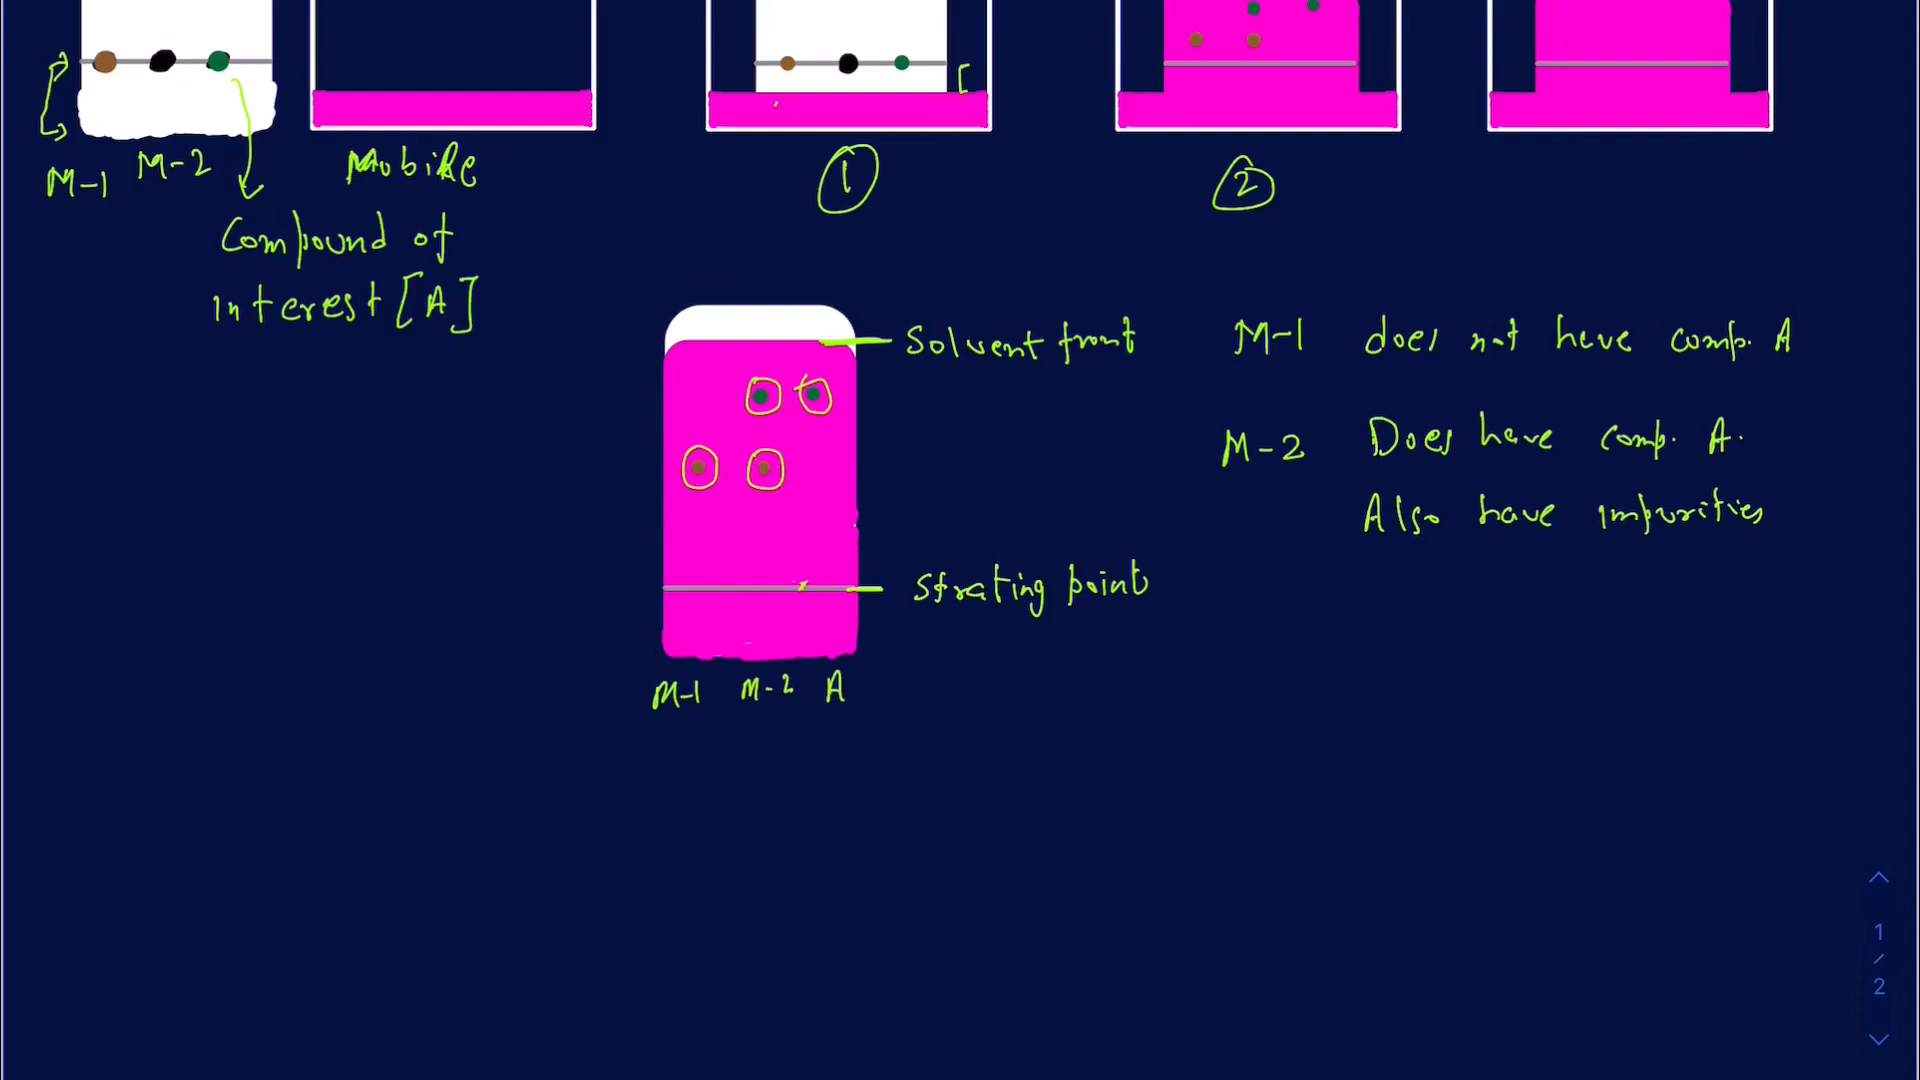 M-1
M-2
Mobile
1
2
Compound of
interest [A]
Solvent front
M-1 does not have comp. A
M-2 Does have comp. A.
Also have impurities
Strating point
M-1 M-2 A
1
/
2